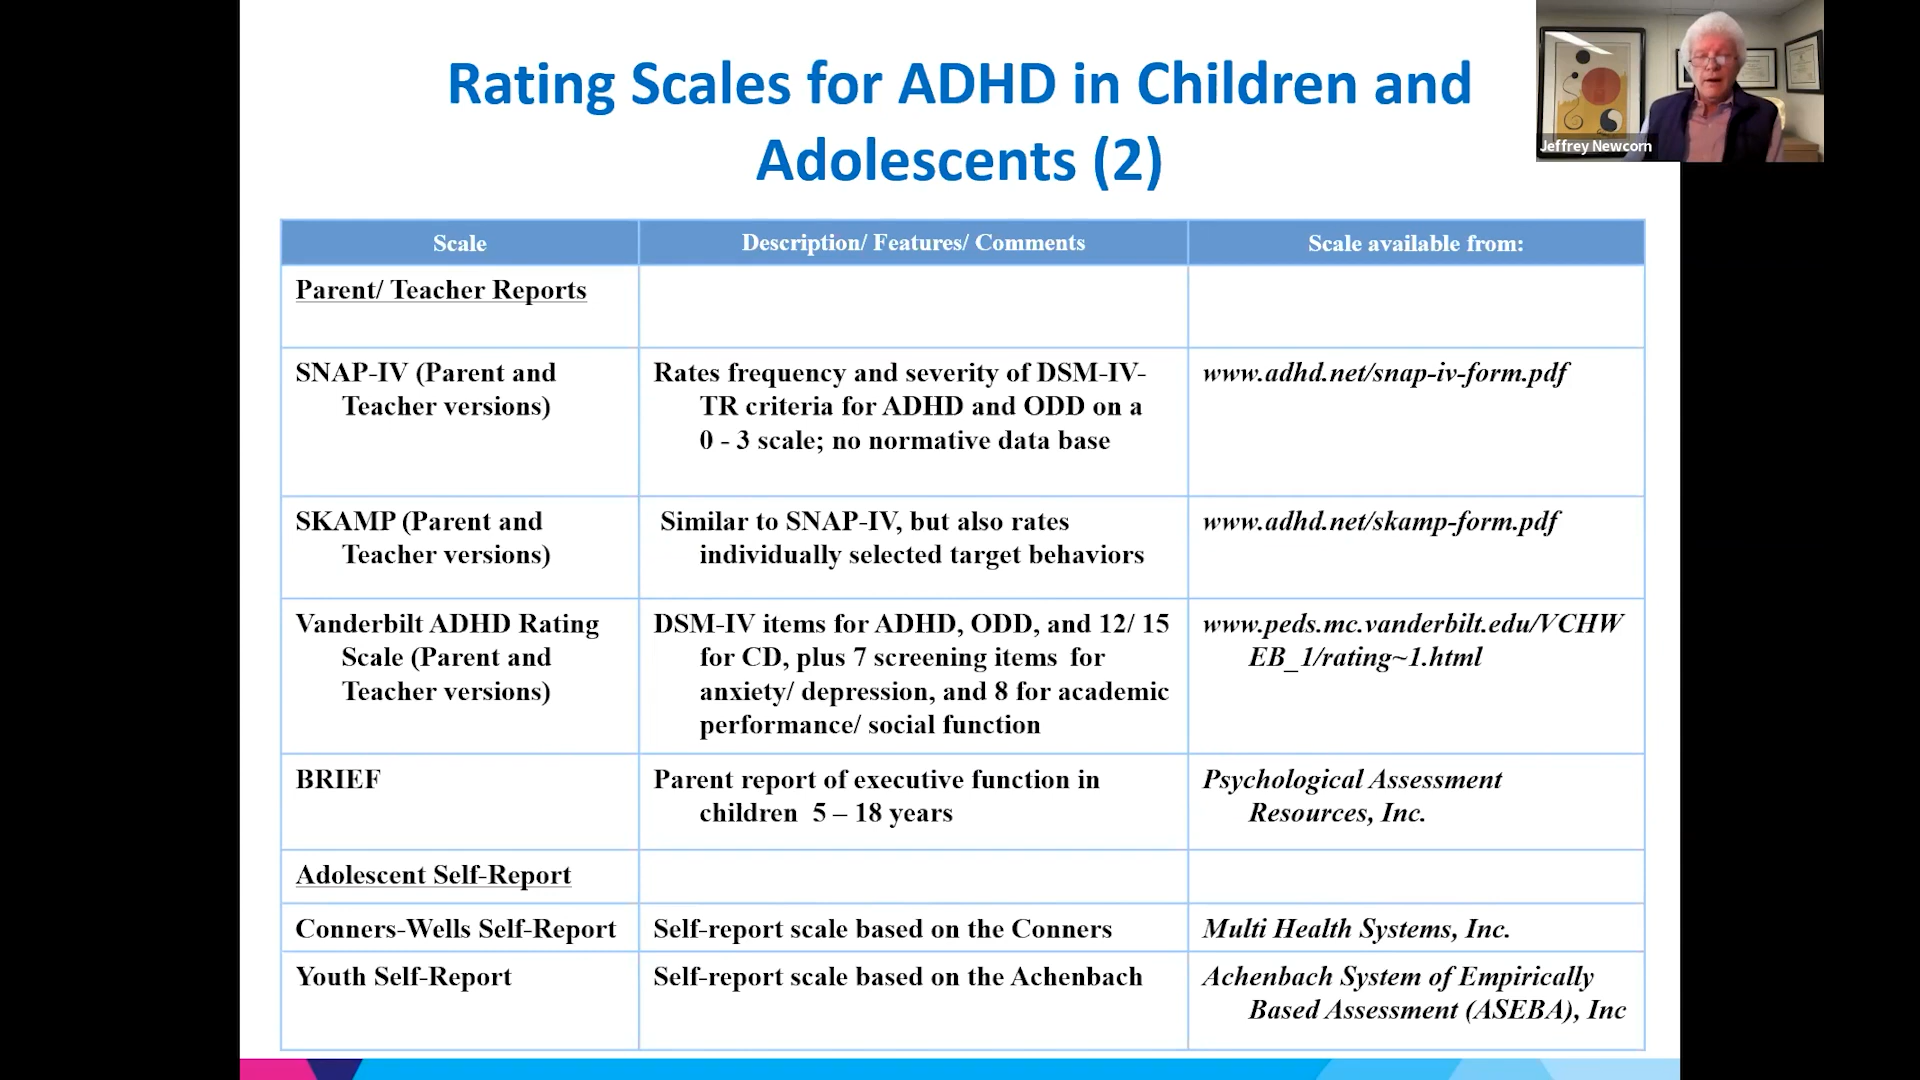 Rating Scales for ADHD in Children and
Adolescents (2)
Jeffrey Newcorn
Scale
Description/ Features/ Comments
Scale available from:
Parent/ Teacher Reports
SNAP-IV (Parent and
Teacher versions)
Rates frequency and severity of DSM-IV-
TR criteria for ADHD and ODD on a
0 - 3 scale; no normative data base
www.adhd.net/snap-iv-form.pdf
SKAMP (Parent and
Teacher versions)
Similar to SNAP-IV, but also rates
individually selected target behaviors
www.adhd.net/skamp-form.pdf
Vanderbilt ADHD Rating
Scale (Parent and
Teacher versions)
DSM-IV items for ADHD, ODD, and 12/ 15
for CD, plus 7 screening items for
anxiety/ depression, and 8 for academic
performance/ social function
www.peds.mc.vanderbilt.edu/VCHW
EB_1/rating~1.html
BRIEF
Parent report of executive function in
children 5 – 18 years
Psychological Assessment
Resources, Inc.
Adolescent Self-Report
Conners-Wells Self-Report
Self-report scale based on the Conners
Multi Health Systems, Inc.
Youth Self-Report
Self-report scale based on the Achenbach
Achenbach System of Empirically
Based Assessment (ASEBA), Inc